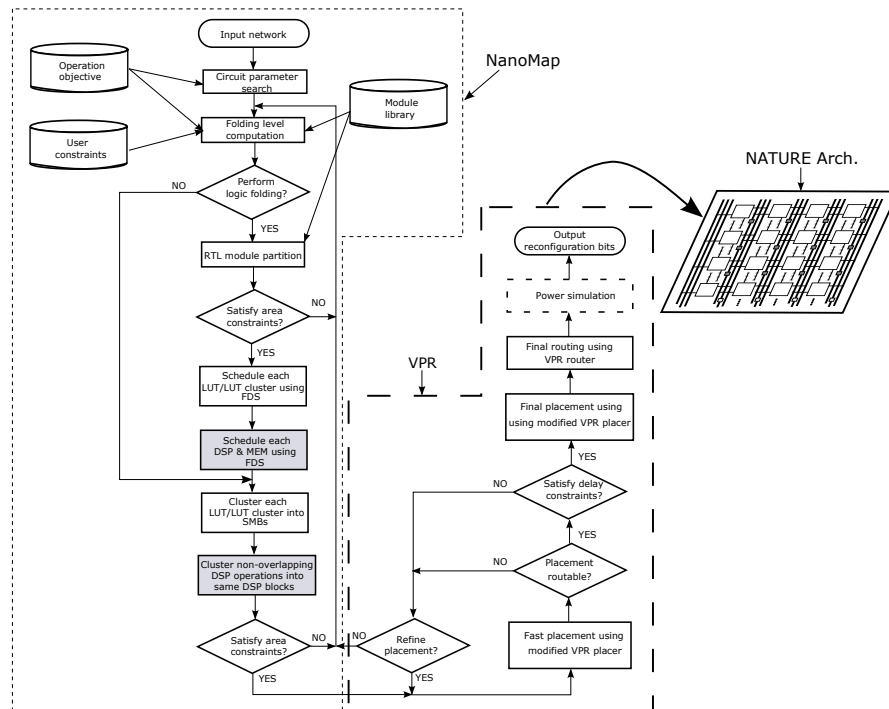 Input network
NanoMap
Operation
objective
Circuit parameter
search
Module
library
User
constraints
Folding level
computation
NATURE Arch.
NO
Perform
logic folding?
YES
RTL module partition
Output
reconfiguration bits
Power simulation
Satisfy area
constraints?
NO
YES
Final routing using
VPR router
VPR
Schedule each
LUT/LUT cluster using
FDS
Final placement using
using modified VPR placer
Schedule each
DSP & MEM using
FDS
YES
NO
Satisfy delay
constraints?
Cluster each
LUT/LUT cluster into
SMBs
YES
NO
Placement
routable?
Cluster non-overlapping
DSP operations into
same DSP blocks
Satisfy area
constraints?
NO
NO
Refine
placement?
Fast placement using
modified VPR placer
YES
YES